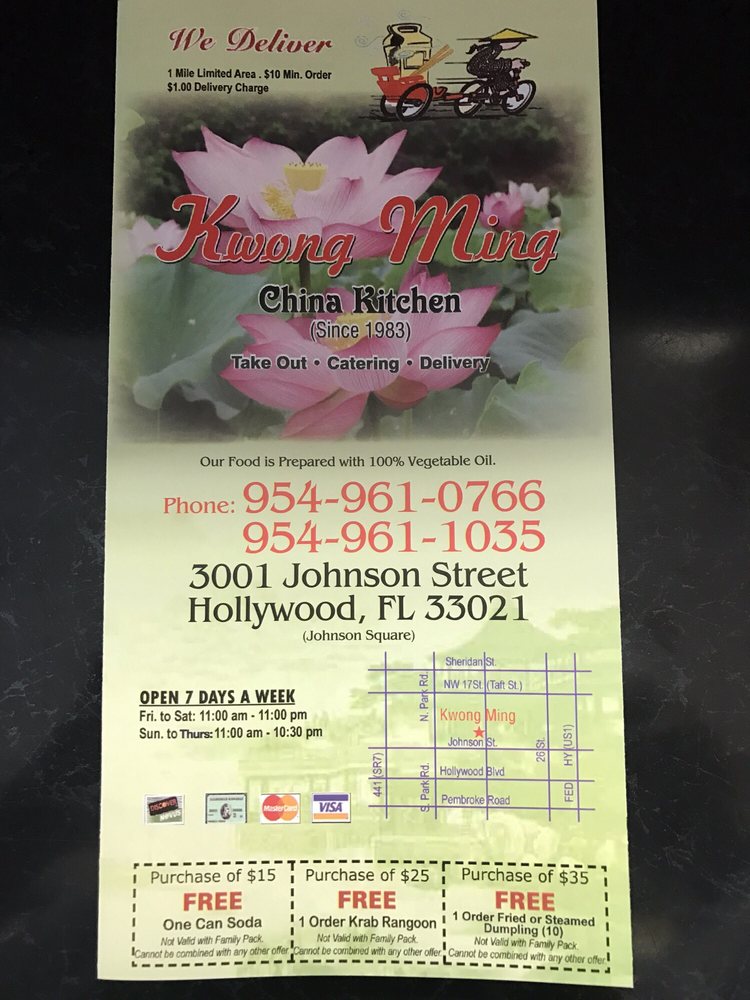 We Deliver
1 Mile Limited Area . $10 Min. Order
$1.00 Delivery Charge
Kwong Ming
China Kitchen
(Since 1983)
Take Out • Catering • Delivery
Our Food is Prepared with 100% Vegetable Oil.
Phone: 954-961-0766
954-961-1035
3001 Johnson Street
Hollywood, FL 33021
(Johnson Square)
OPEN 7 DAYS A WEEK
Fri. to Sat: 11:00 am - 11:00 pm
Sun. to Thurs: 11:00 am - 10:30 pm
Sheridan St.
NW 17St. (Taft St.)
N. Park Rd.
Kwong Ming
Johnson St.
26 St.
HY (US1)
441 (SR7)
S. Park Rd.
Hollywood Blvd
FED
Pembroke Road
DISCOVER
NOVUS
MasterCard
VISA
Purchase of $15
FREE
One Can Soda
Not Valid with Family Pack.
Cannot be combined with any other offer
Purchase of $25
FREE
1 Order Krab Rangoon
Not Valid with Family Pack.
Cannot be combined with any other offer
Purchase of $35
FREE
1 Order Fried or Steamed
Dumpling (10)
Not Valid with Family Pack.
Cannot be combined with any other offer